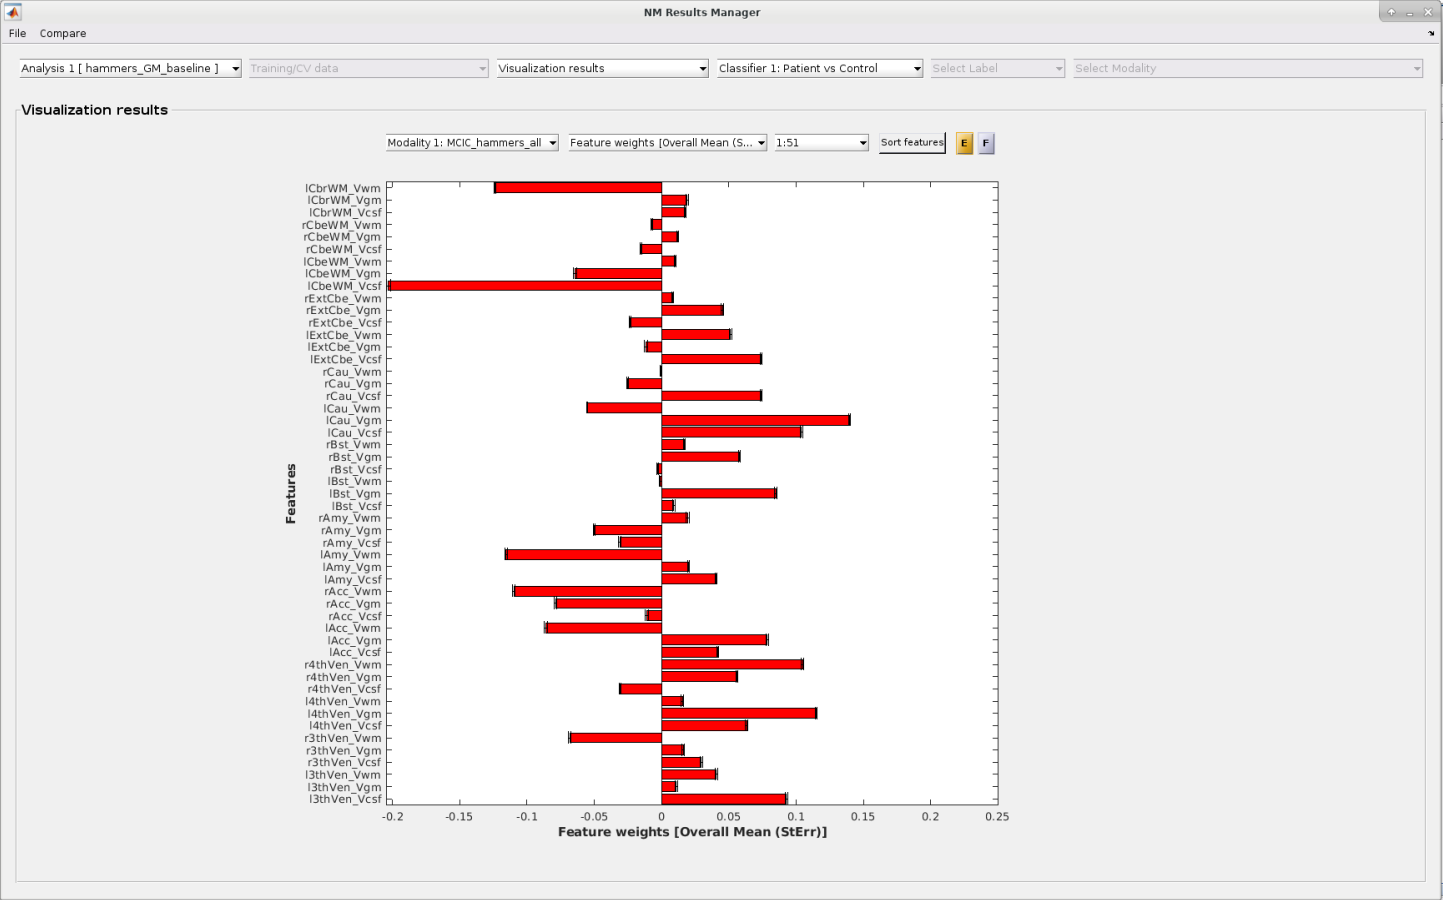 NM Results Manager
File Compare
Analysis 1 [ hammers_GM_baseline ] Training/CV data Visualization results Classifier 1: Patient vs Control Select Label Select Modality
Visualization results
Modality 1: MCIC_hammers_all Feature weights [Overall Mean (S... 1:51 Sort features E F
lCbrWM_Vwm
lCbrWM_Vgm
lCbrWM_Vcsf
rCbeWM_Vwm
rCbeWM_Vgm
rCbeWM_Vcsf
lCbeWM_Vwm
lCbeWM_Vgm
lCbeWM_Vcsf
rExtCbe_Vwm
rExtCbe_Vgm
rExtCbe_Vcsf
lExtCbe_Vwm
lExtCbe_Vgm
lExtCbe_Vcsf
rCau_Vwm
rCau_Vgm
rCau_Vcsf
lCau_Vwm
lCau_Vgm
lCau_Vcsf
rBst_Vwm
rBst_Vgm
rBst_Vcsf
lBst_Vwm
lBst_Vgm
lBst_Vcsf
rAmy_Vwm
rAmy_Vgm
rAmy_Vcsf
lAmy_Vwm
lAmy_Vgm
lAmy_Vcsf
rAcc_Vwm
rAcc_Vgm
rAcc_Vcsf
lAcc_Vwm
lAcc_Vgm
lAcc_Vcsf
r4thVen_Vwm
r4thVen_Vgm
r4thVen_Vcsf
l4thVen_Vwm
l4thVen_Vgm
l4thVen_Vcsf
r3thVen_Vwm
r3thVen_Vgm
r3thVen_Vcsf
l3thVen_Vwm
l3thVen_Vgm
l3thVen_Vcsf
Features
-0.2 -0.15 -0.1 -0.05 0 0.05 0.1 0.15 0.2 0.25
Feature weights [Overall Mean (StErr)]